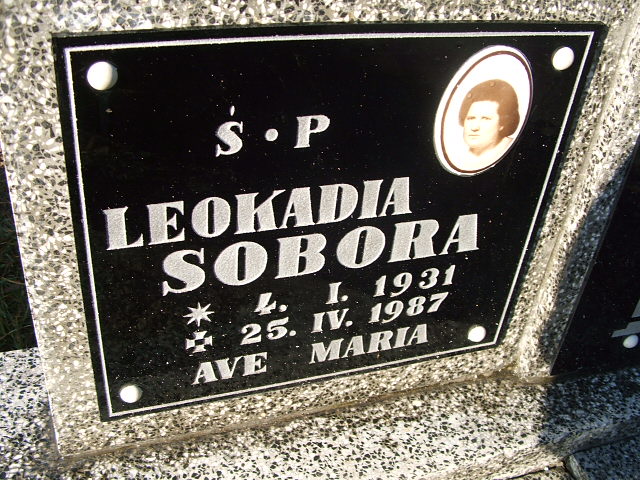 Ś. P
LEOKADIA
SOBORA
* 4. I. 1931
✠ 25. IV. 1987
AVE MARIA